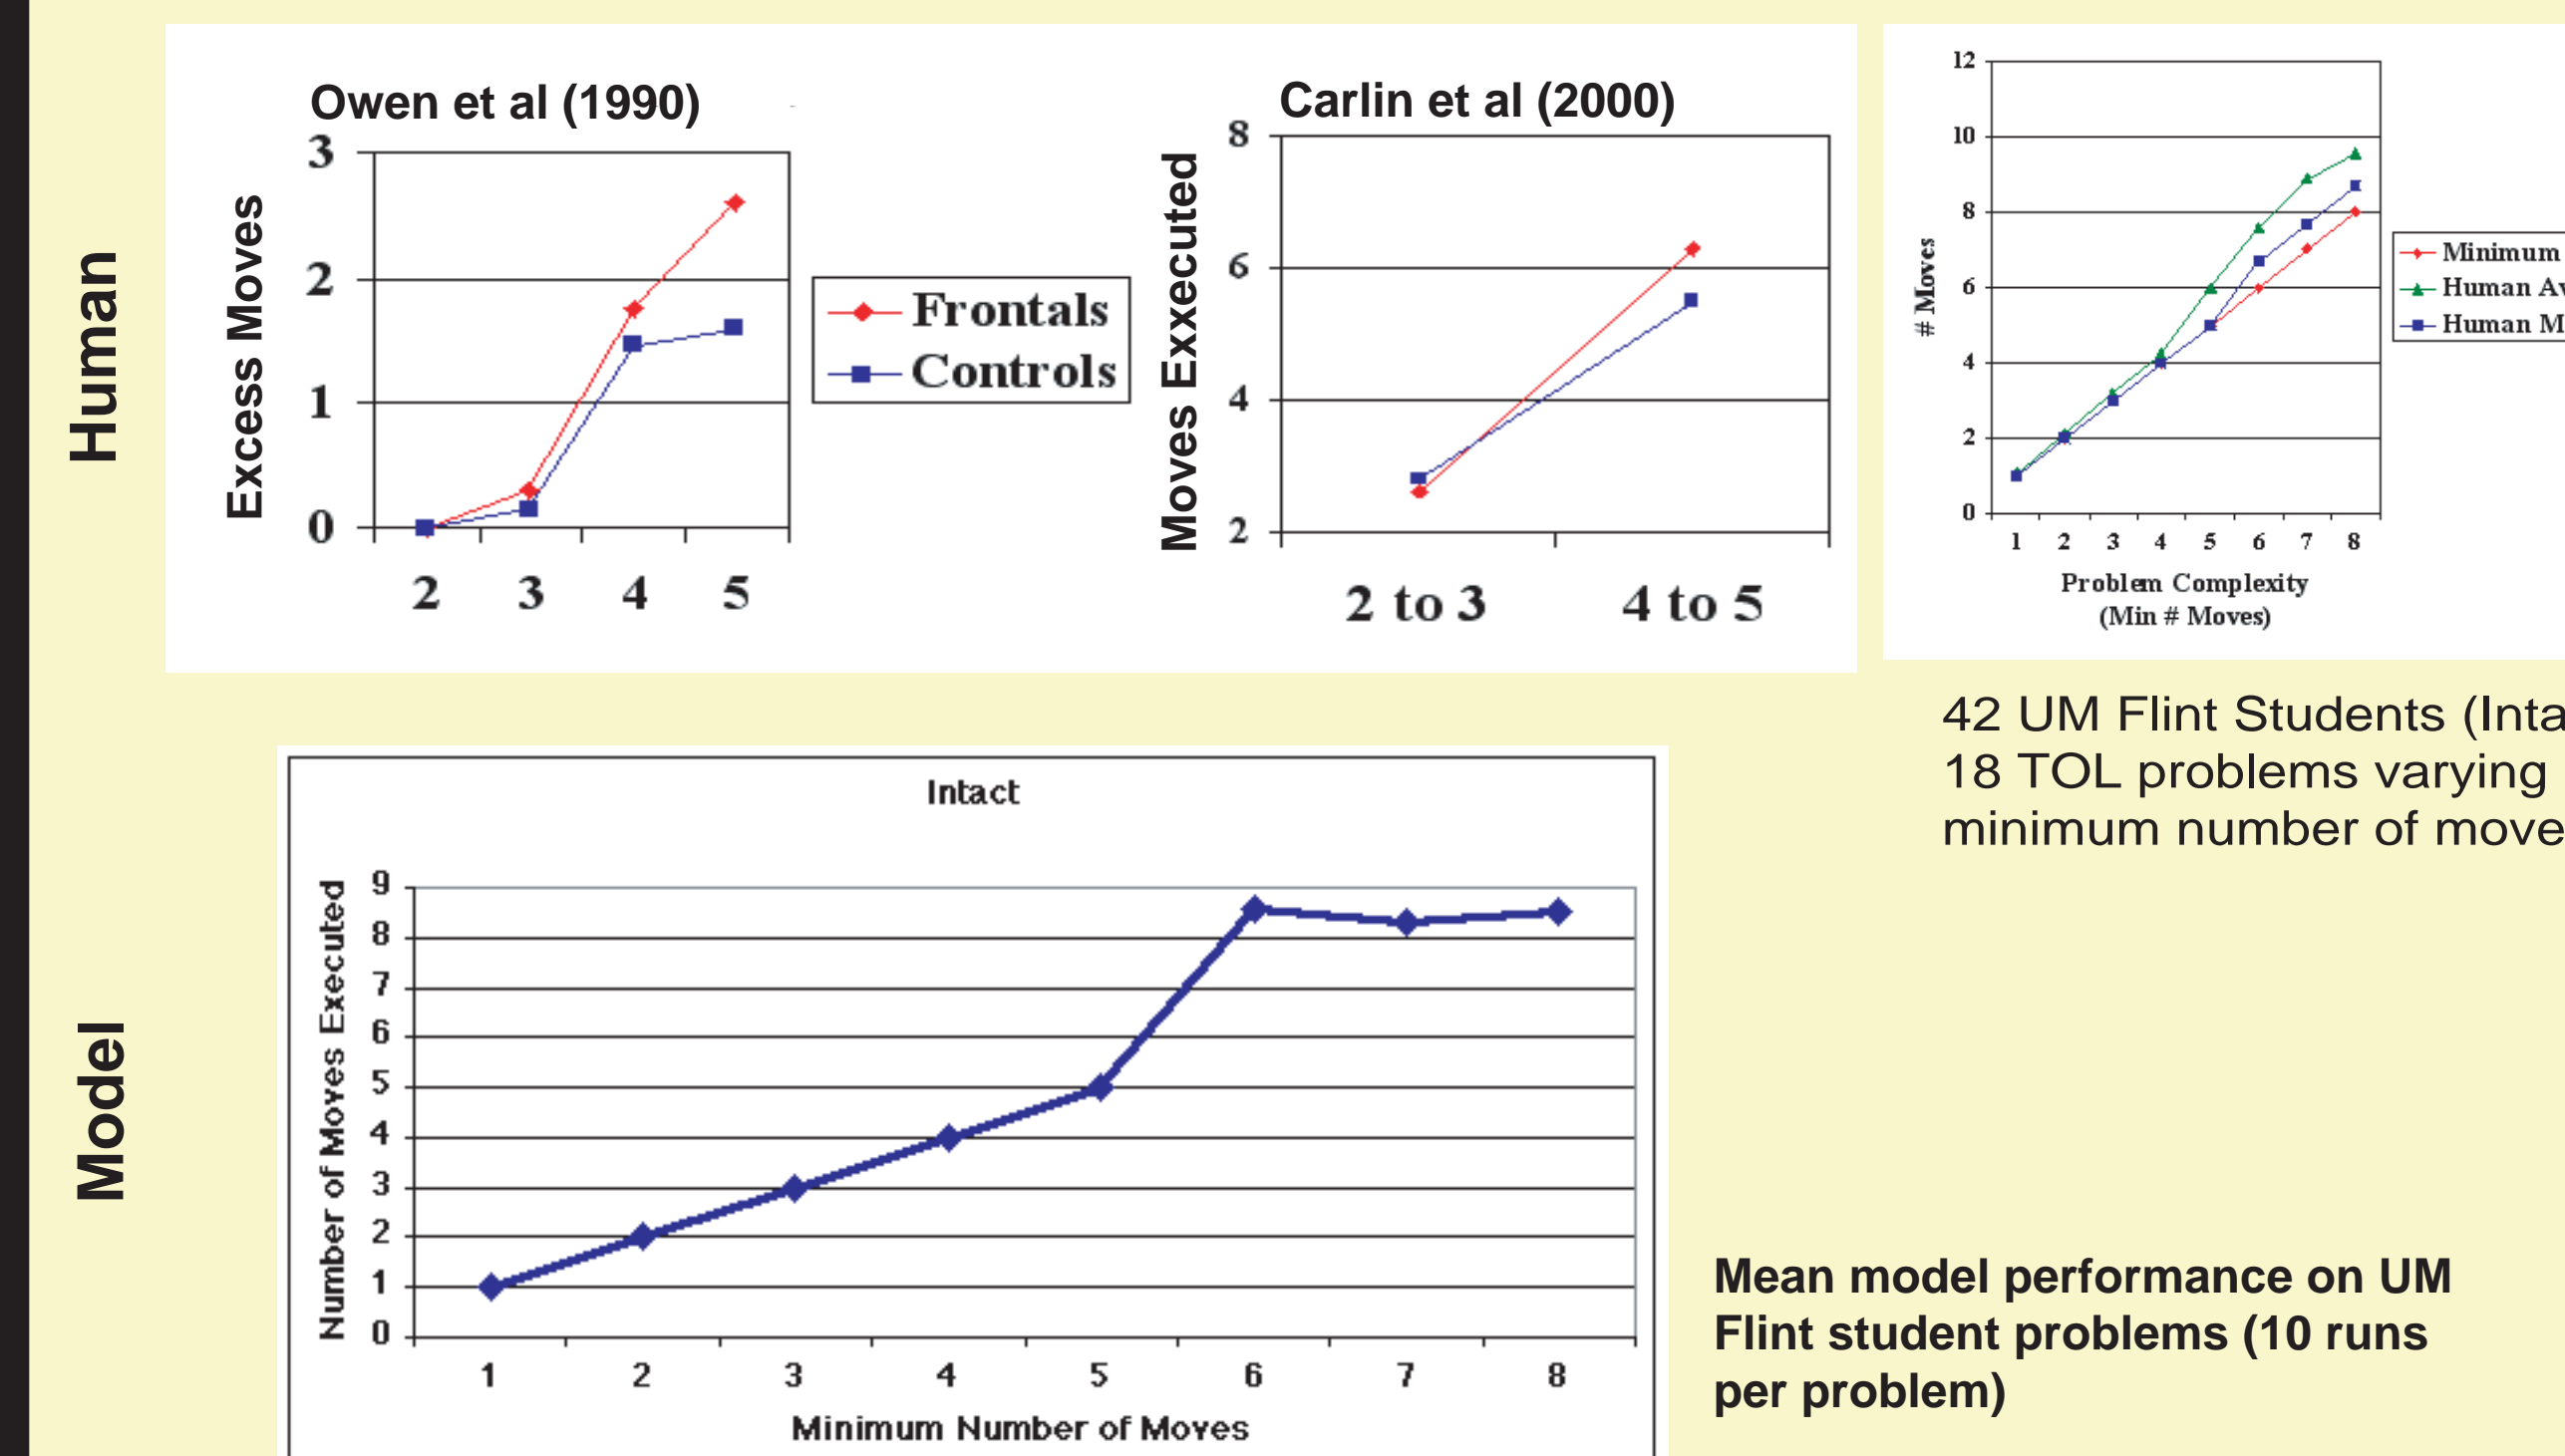 Human
Owen et al (1990)
Excess Moves
3
2
1
0
2 3 4 5
Frontals
Controls
Carlin et al (2000)
Moves Exxecuted
8
6
4
2
2 to 3 4 to 5
12
10
8
6
4
2
0
# Moves
1 2 3 4 5 6 7 8
Problem Complexity
(Min # Moves)
Minimum
Human
Human
42 UM Flint Students
18 TOL problems varying
minimum number of
Model
Intact
Number of Moves Executed
9
8
7
6
5
4
3
2
1
0
1 2 3 4 5 6 7 8
Minimum Number of Moves
Mean model performance on UM
Flint student problems (10 runs
per problem)